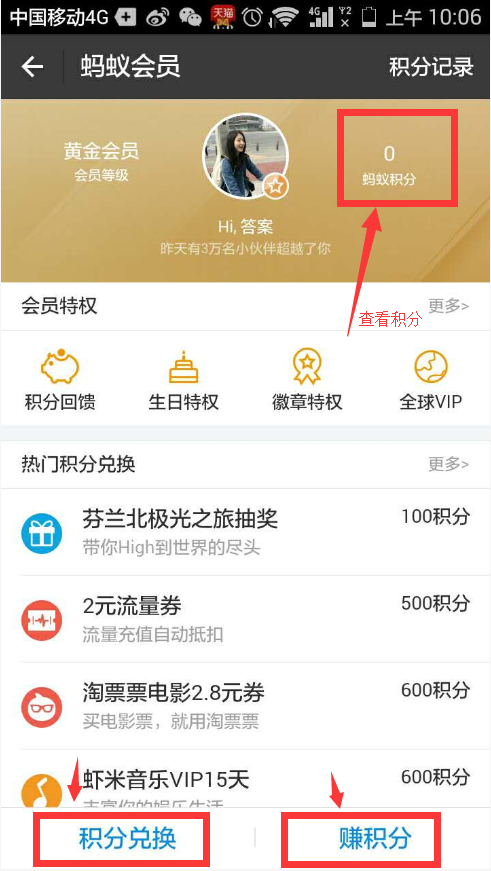 中国移动4G 天猫 4G 上午 10:06
蚂蚁会员 积分记录
黄金会员
会员等级
0
蚂蚁积分
Hi, 答案
昨天有3万名小伙伴超越了你
查看积分
会员特权 更多>
积分回馈 生日特权 徽章特权 全球VIP
热门积分兑换 更多>
芬兰北极光之旅抽奖 100积分
带你High到世界的尽头
2元流量券 500积分
流量充值自动抵扣
淘票票电影2.8元券 600积分
买电影票，就用淘票票
虾米音乐VIP15天 600积分
丰富你的娱乐生活
积分兑换 赚积分